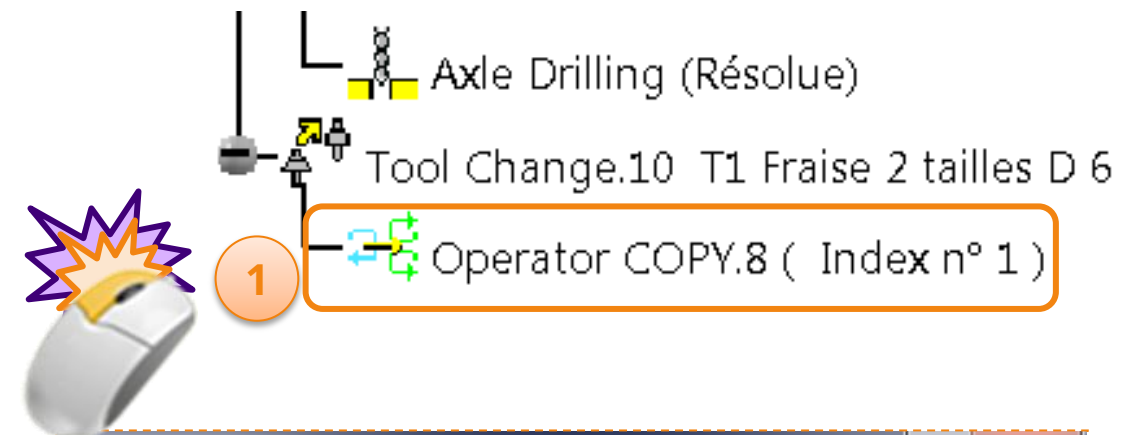 Axle Drilling (Résolue)
Tool Change.10 T1 Fraise 2 tailles D 6
1
Operator COPY.8 ( Index n° 1 )